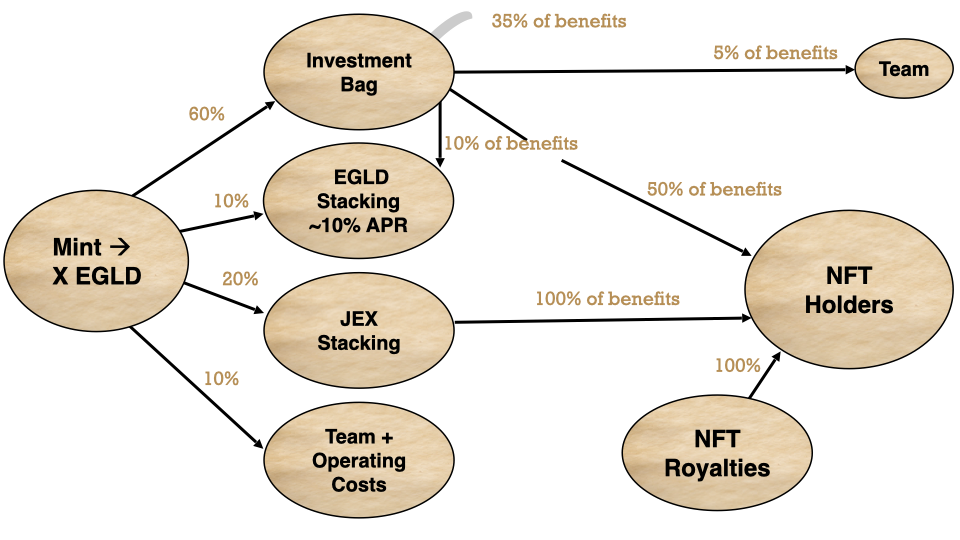 35% of benefits
Investment
Bag
5% of benefits
Team
60%
10% of benefits
EGLD
Stacking
~10% APR
10%
50% of benefits
Mint →
X EGLD
20%
NFT
Holders
JEX
Stacking
100% of benefits
10%
100%
Team +
Operating
Costs
NFT
Royalties